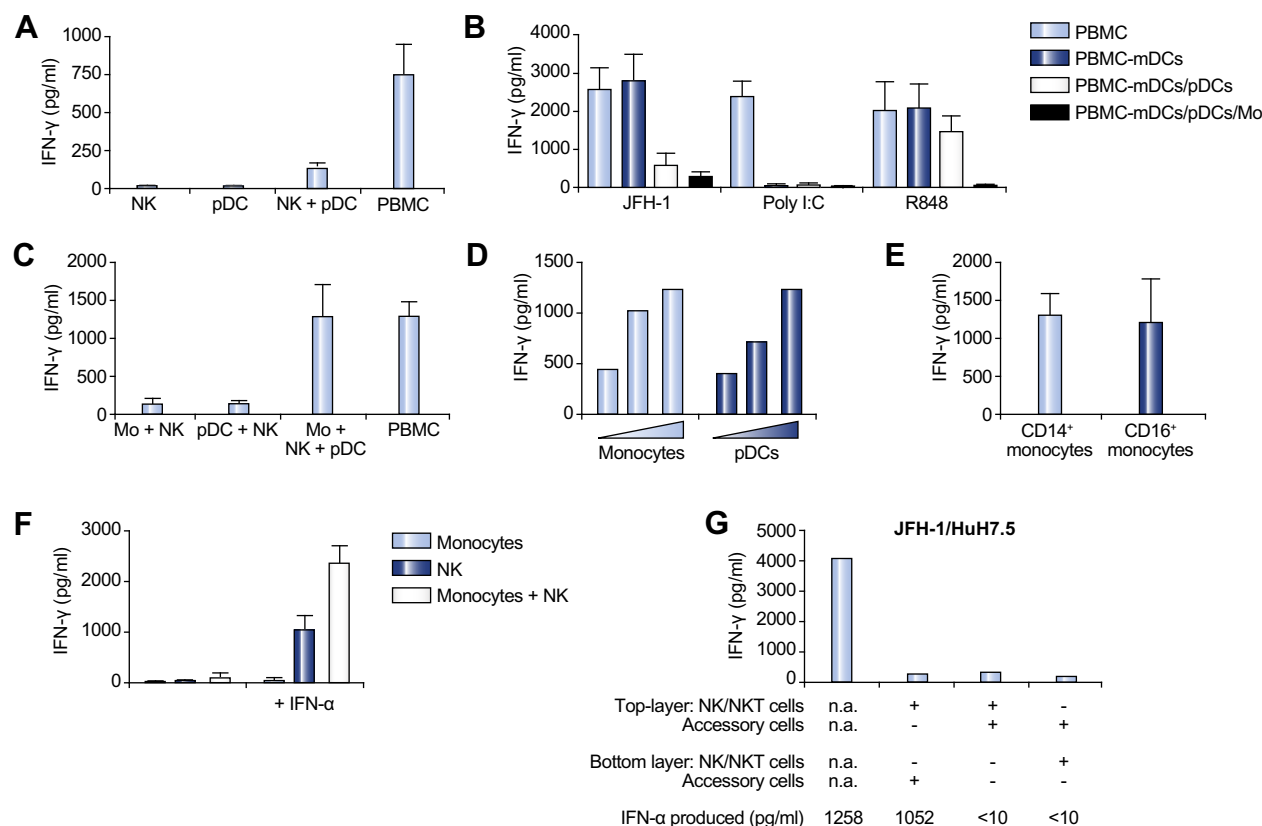 A
IFN-γ (pg/ml)
1000
750
500
250
0
NK
pDC
NK + pDC
PBMC
B
IFN-γ (pg/ml)
4000
3000
2000
1000
0
JFH-1
Poly I:C
R848
PBMC
PBMC-mDCs
PBMC-mDCs/pDCs
PBMC-mDCs/pDCs/Mo
C
IFN-γ (pg/ml)
2000
1500
1000
500
0
Mo + NK
pDC + NK
Mo +
NK + pDC
PBMC
D
IFN-γ (pg/ml)
1500
1000
500
0
Monocytes
pDCs
E
IFN-γ (pg/ml)
2000
1500
1000
500
0
CD14⁺
monocytes
CD16⁺
monocytes
F
IFN-γ (pg/ml)
3000
2000
1000
0
+ IFN-α
Monocytes
NK
Monocytes + NK
G
JFH-1/HuH7.5
IFN-γ (pg/ml)
5000
4000
3000
2000
1000
0
Top-layer: NK/NKT cells n.a. + + -
Accessory cells n.a. - + +
Bottom layer: NK/NKT cells n.a. - - +
Accessory cells n.a. + - -
IFN-α produced (pg/ml) 1258 1052 <10 <10